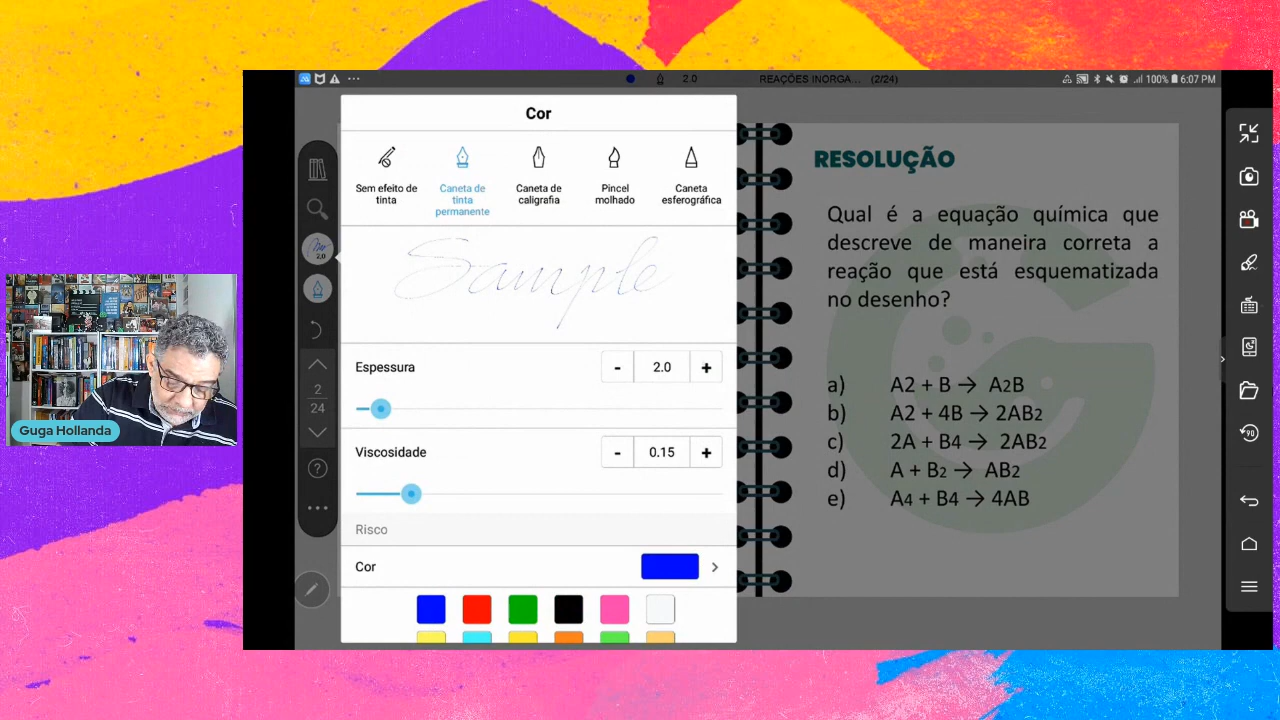 2.0
REAÇÕES INORGA... (2/24)
100% 6:07 PM
Cor
Sem efeito de
tinta
Caneta de
tinta
permanente
Caneta de
caligrafia
Pincel
molhado
Caneta
esferográfica
Sample
Espessura
- 2.0 +
Viscosidade
- 0.15 +
Risco
Cor
2.0
2
24
?
RESOLUÇÃO
Qual é a equação química que
descreve de maneira correta a
reação que está esquematizada
no desenho?
a) A2 + B → A2B
b) A2 + 4B → 2AB2
c) 2A + B4 → 2AB2
d) A + B2 → AB2
e) A4 + B4 → 4AB
90
Guga Hollanda